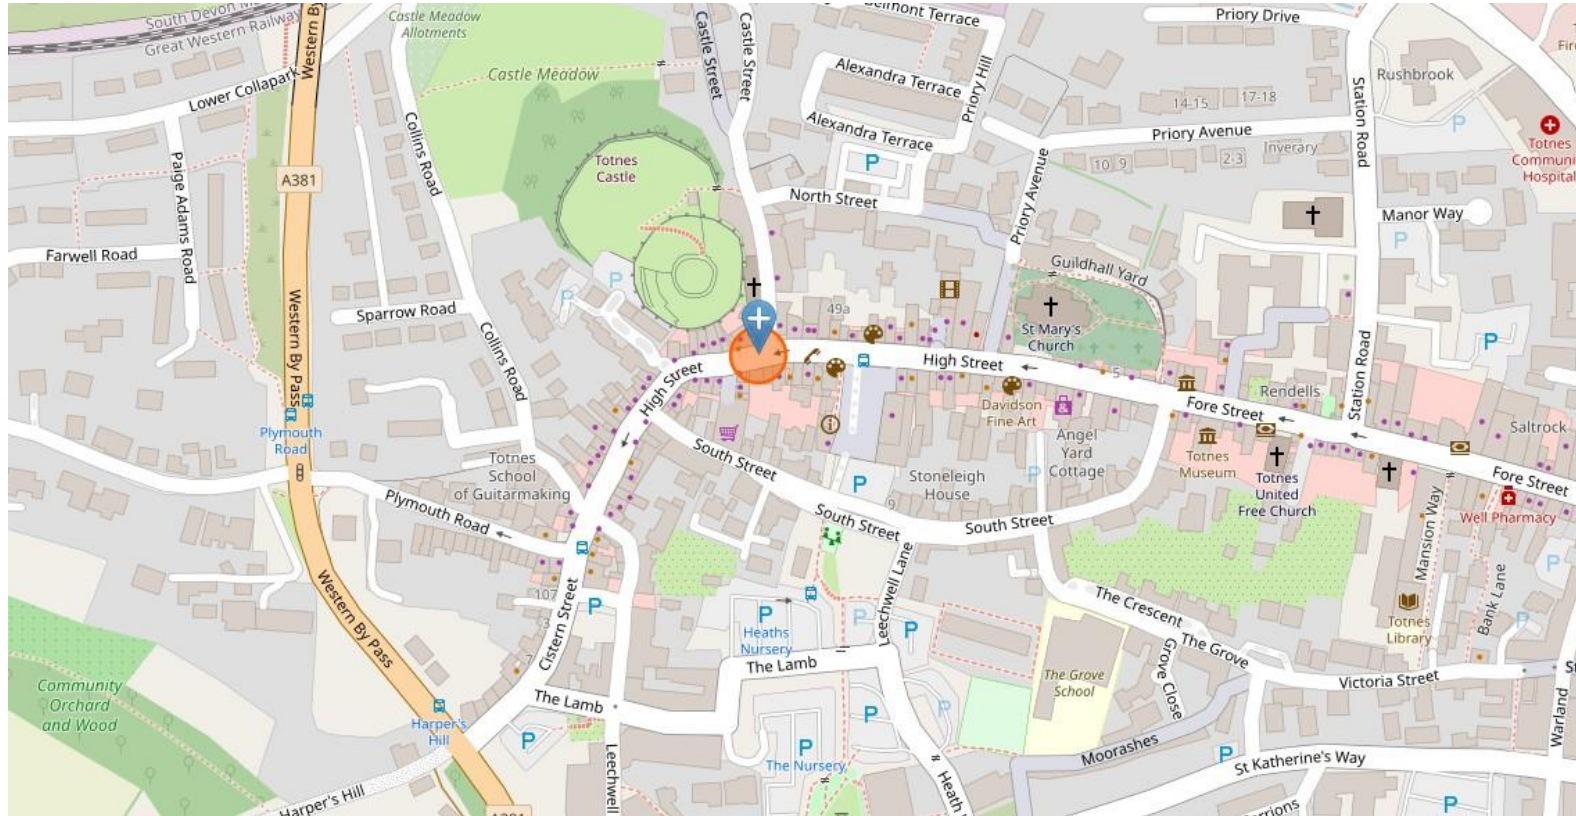 South Devon M
Great Western Railway
Western B
Castle Meadow
Allotments
Castle Street
Castle Street
Belmont Terrace
Priory Drive
Castle Meadow
Alexandra Terrace
Priory Hill
Rushbrook
Lower Collapark
14-15
17-18
Station Road
Collins Road
Alexandra Terrace
Priory Avenue
Inverary
Totnes
Communi
Hospital
Paige Adams Road
A381
Totnes
Castle
P
P
10
9
2-3
North Street
Priory Avenue
Manor Way
P
Farwell Road
Guildhall Yard
P
P
Western By Pass
Sparrow Road
49a
St Mary's
Church
P
Collins Road
High Street
High Street
5
Rendells
Station Road
Davidson
Fine Art
Fore Street
Saltrock
Plymouth
Road
Angel
Yard
Cottage
Totnes
Museum
Totnes
School
of Guitarmaking
South Street
P
Stoneleigh
House
P
Totnes
United
Free Church
Fore Street
Plymouth Road
South Street
9
South Street
Well Pharmacy
Mansion Way
Western By Pass
Leechwell Lane
107
P
P
Heaths
Nursery
P
P
The Crescent
Bank Lane
P
P
Totnes
Library
Cistern Street
3
7
The Lamb
The Grove
Grove Close
The Grove
School
Victoria Street
Community
Orchard
and Wood
The Lamb
Harper's
Hill
P
P
P
The Nursery
P
Moorashes
P
St Katherine's Way
Warland
Leechwell
Heath
Harper's Hill
A381
P